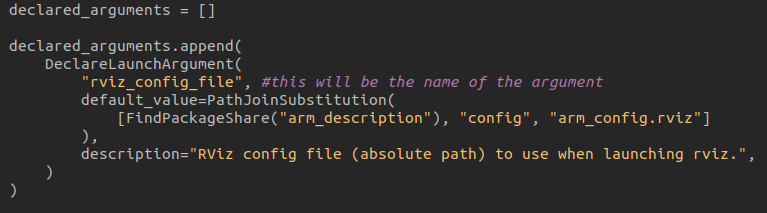 declared_arguments = []
declared_arguments.append(
    DeclareLaunchArgument(
        "rviz_config_file", #this will be the name of the argument
        default_value=PathJoinSubstitution(
            [FindPackageShare("arm_description"), "config", "arm_config.rviz"]
        ),
        description="RViz config file (absolute path) to use when launching rviz.",
    )
)